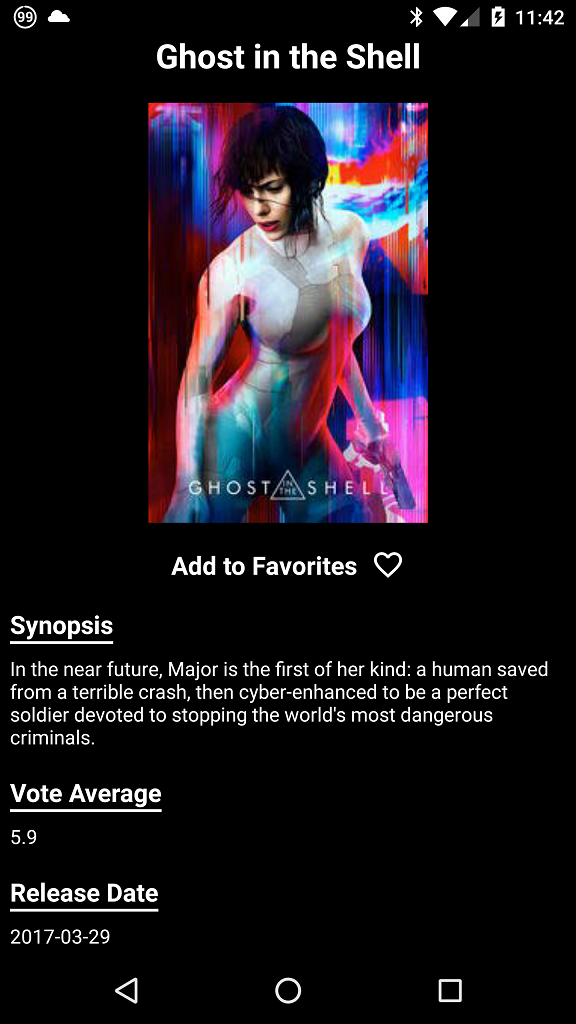 99
11:42
Ghost in the Shell
GHOST IN THE SHELL
Add to Favorites
Synopsis
In the near future, Major is the first of her kind: a human saved
from a terrible crash, then cyber-enhanced to be a perfect
soldier devoted to stopping the world's most dangerous
criminals.
Vote Average
5.9
Release Date
2017-03-29